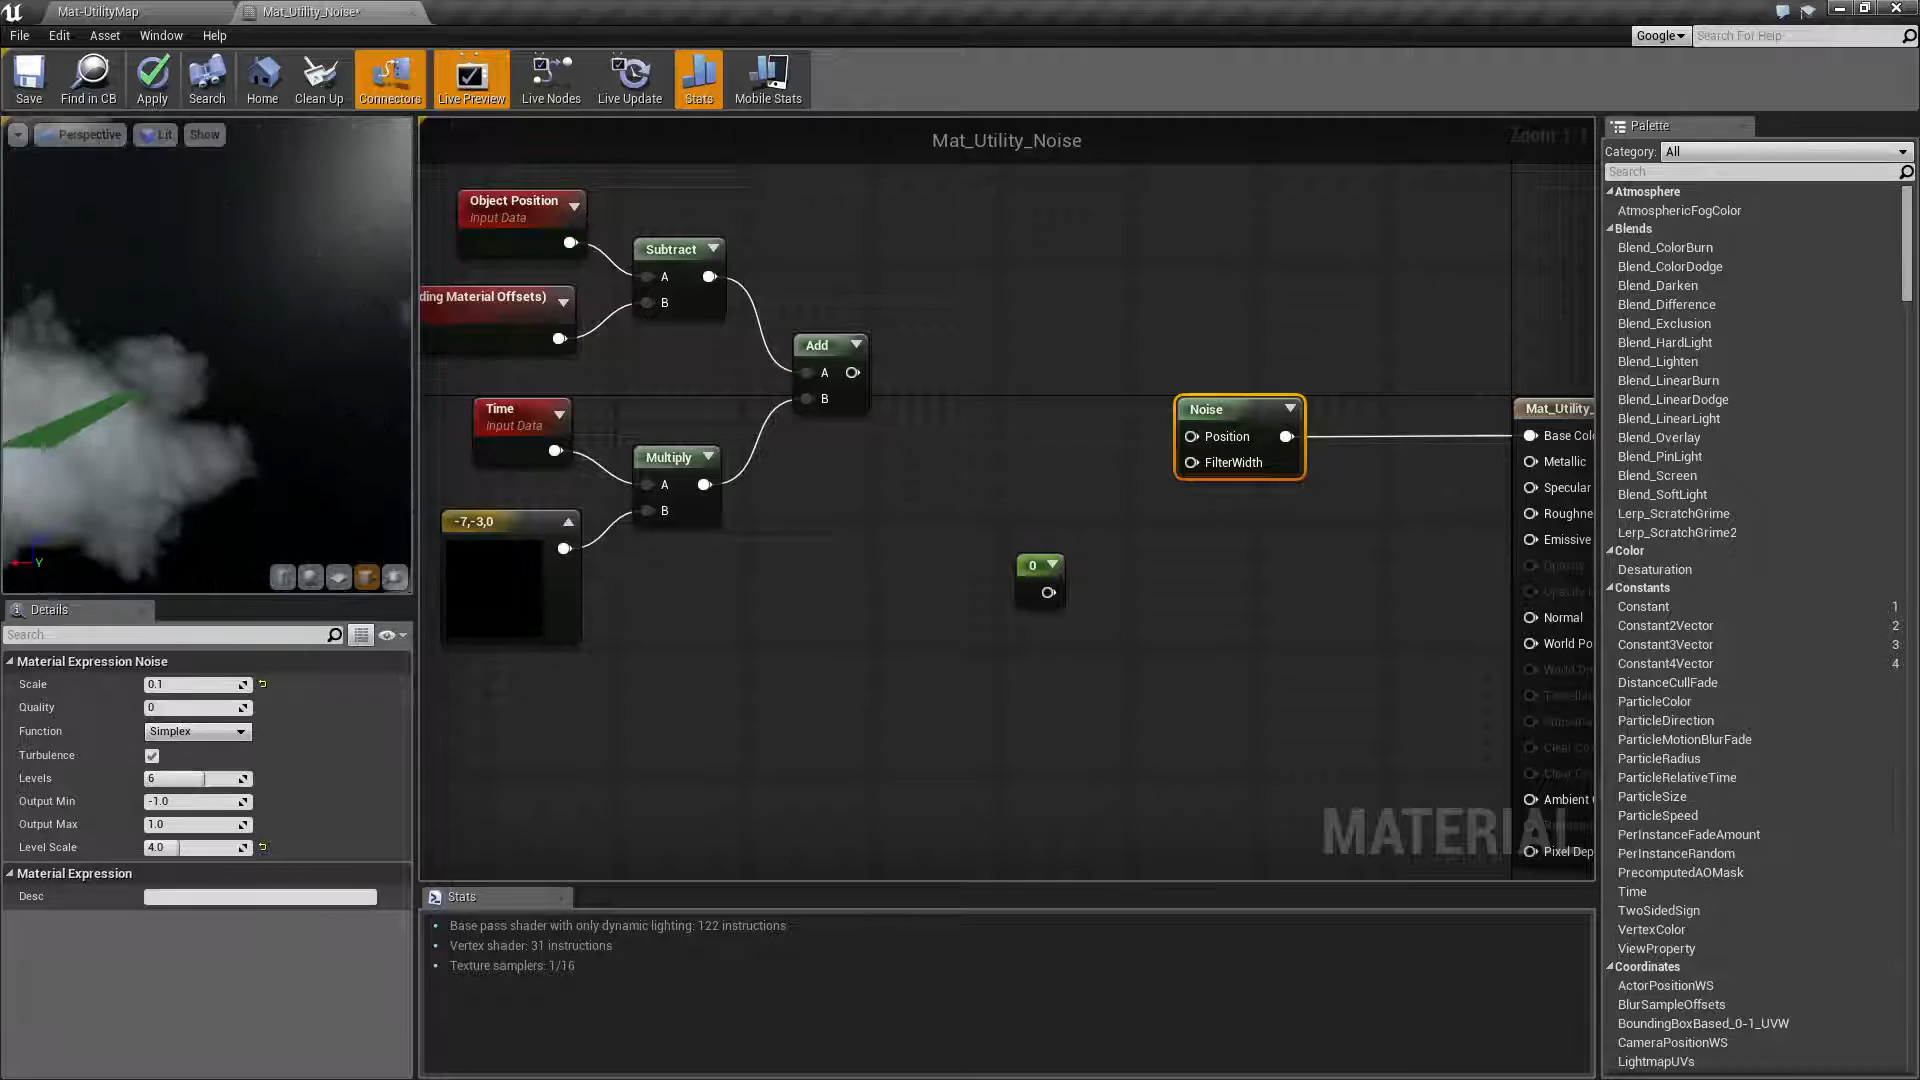 Mat-UtilityMap
Mat_Utility_Noise*
File Edit Asset Window Help
Google
Search For Help
Save
Find in CB
Apply
Search
Home
Clean Up
Connectors
Live Preview
Live Nodes
Live Update
Stats
Mobile Stats
Perspective
Lit
Show
Y
Mat_Utility_Noise
Zoom 1:1
Object Position
Input Data
Subtract
A
B
ding Material Offsets)
Add
A
B
Time
Input Data
Multiply
A
B
-7,-3,0
0
Noise
Position
FilterWidth
Mat_Utility_
Base Colo
Metallic
Specular
Roughne
Emissive
Opacity
Normal
World Po
Ambient
Pixel Dep
MATERIAL
Details
Search...
Material Expression Noise
Scale 0.1
Quality 0
Function Simplex
Turbulence
Levels 6
Output Min -1.0
Output Max 1.0
Level Scale 4.0
Material Expression
Desc
Stats
Base pass shader with only dynamic lighting: 122 instructions
Vertex shader: 31 instructions
Texture samplers: 1/16
Palette
Category: All
Search
Atmosphere
AtmosphericFogColor
Blends
Blend_ColorBurn
Blend_ColorDodge
Blend_Darken
Blend_Difference
Blend_Exclusion
Blend_HardLight
Blend_Lighten
Blend_LinearBurn
Blend_LinearDodge
Blend_LinearLight
Blend_Overlay
Blend_PinLight
Blend_Screen
Blend_SoftLight
Lerp_ScratchGrime
Lerp_ScratchGrime2
Color
Desaturation
Constants
Constant 1
Constant2Vector 2
Constant3Vector 3
Constant4Vector 4
DistanceCullFade
ParticleColor
ParticleDirection
ParticleMotionBlurFade
ParticleRadius
ParticleRelativeTime
ParticleSize
ParticleSpeed
PerInstanceFadeAmount
PerInstanceRandom
PrecomputedAOMask
Time
TwoSidedSign
VertexColor
ViewProperty
Coordinates
ActorPositionWS
BlurSampleOffsets
BoundingBoxBased_0-1_UVW
CameraPositionWS
LightmapUVs